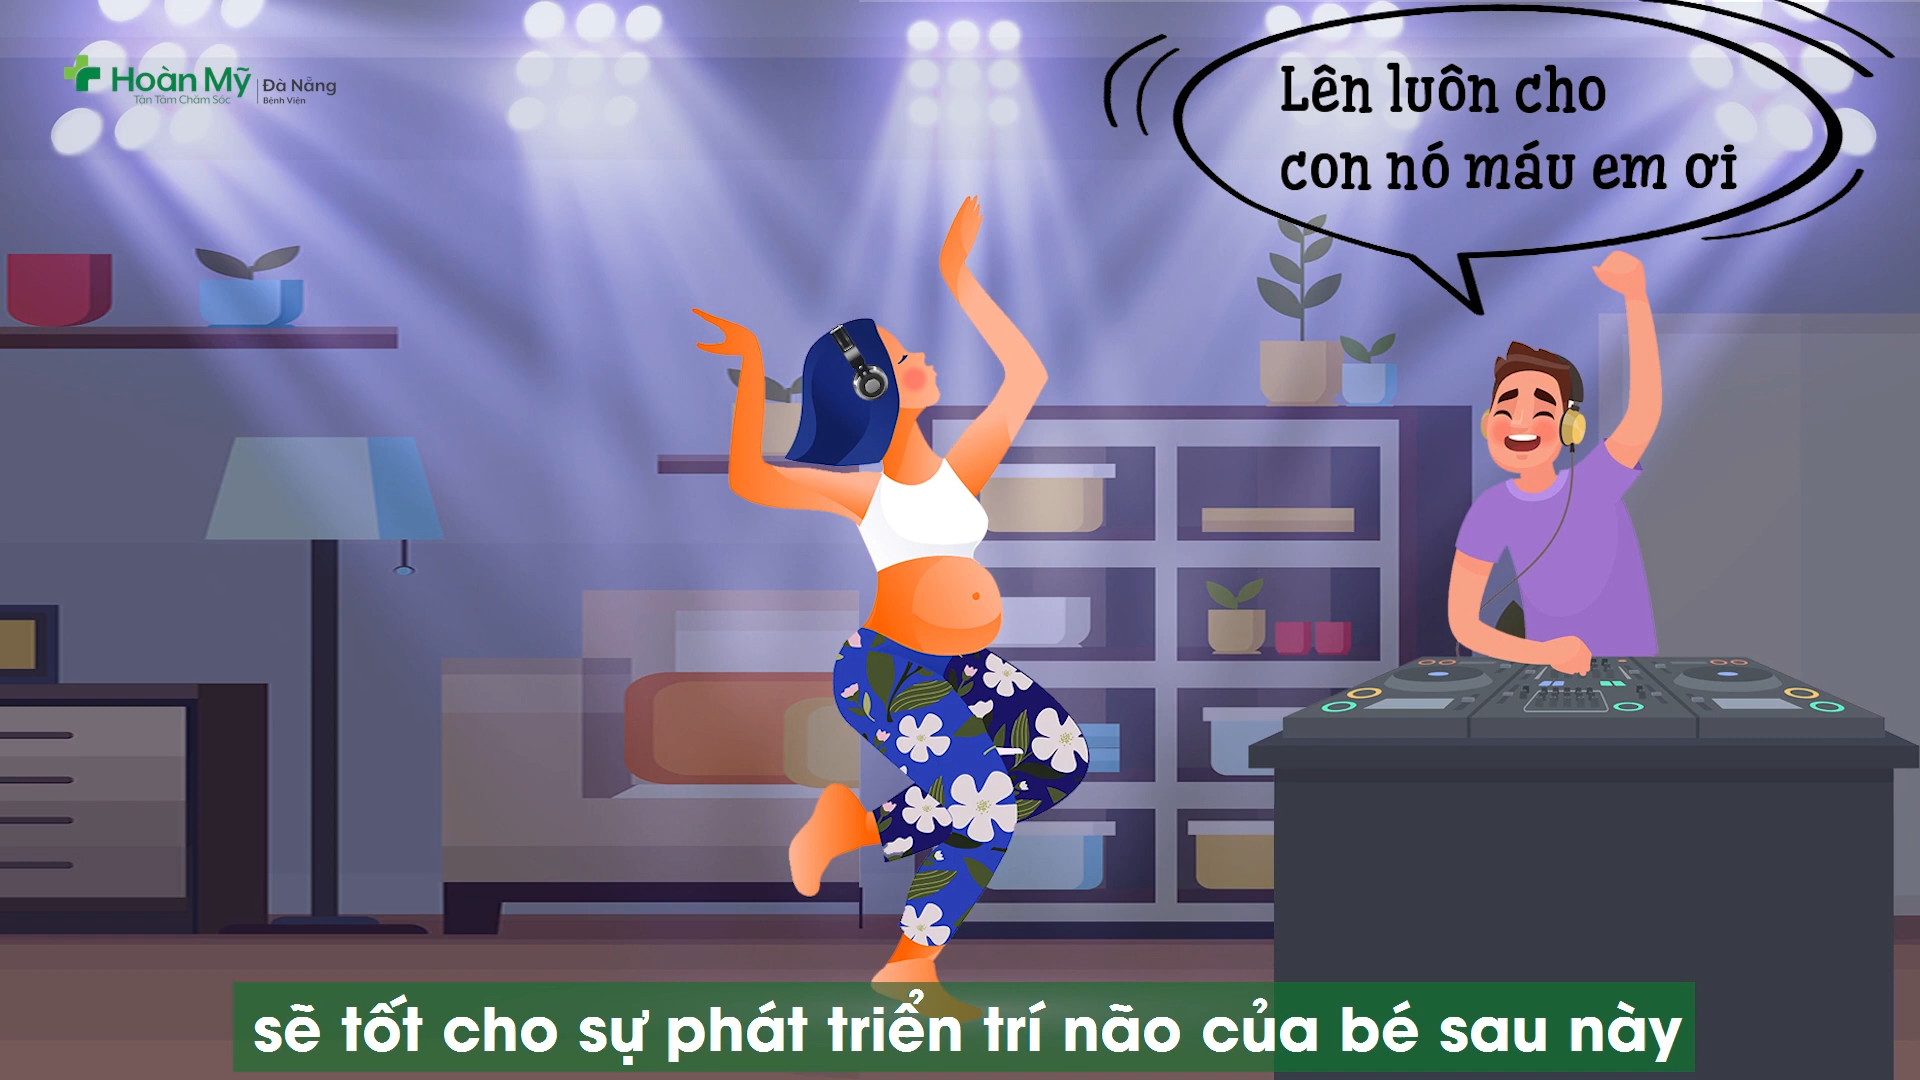 Hoàn Mỹ
Tận Tâm Chăm Sóc
Đà Nẵng
Bệnh Viện
Lên luôn cho
con nó máu em ơi
sẽ tốt cho sự phát triển trí não của bé sau này